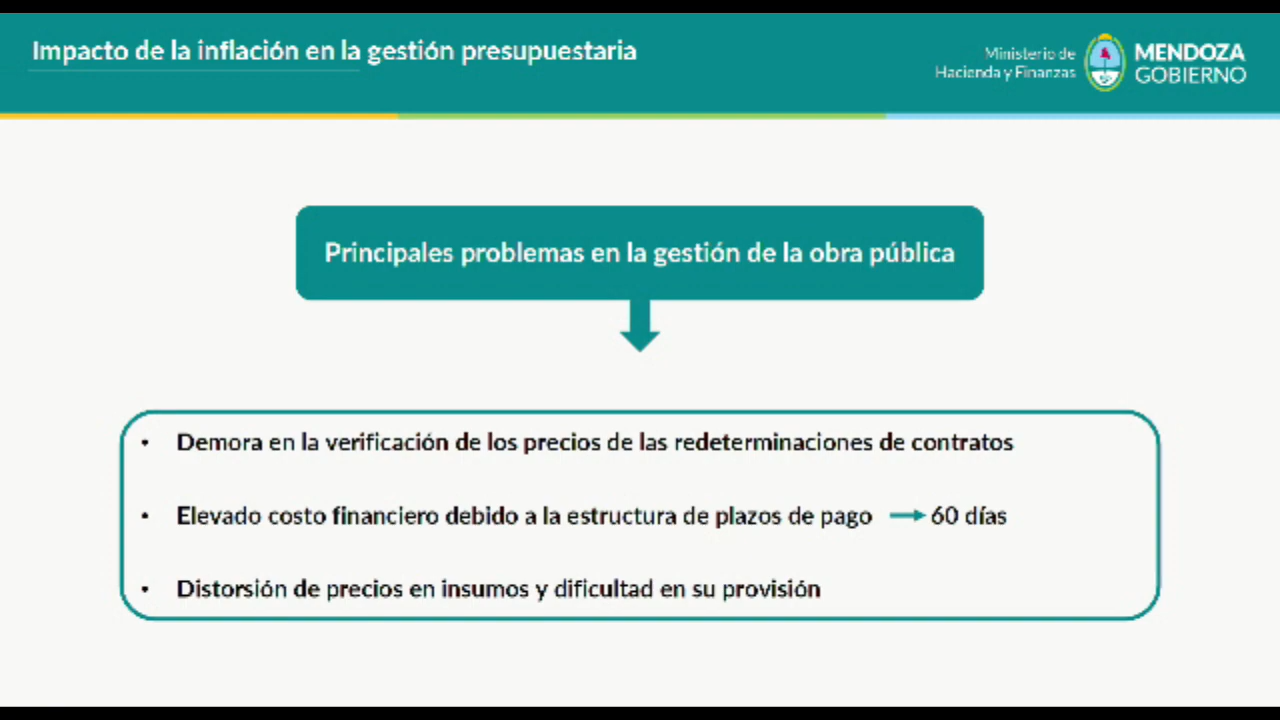 Impacto de la inflación en la gestión presupuestaria
Ministerio de
Hacienda y Finanzas
MENDOZA
GOBIERNO
Principales problemas en la gestión de la obra pública
• Demora en la verificación de los precios de las redeterminaciones de contratos
• Elevado costo financiero debido a la estructura de plazos de pago → 60 días
• Distorsión de precios en insumos y dificultad en su provisión